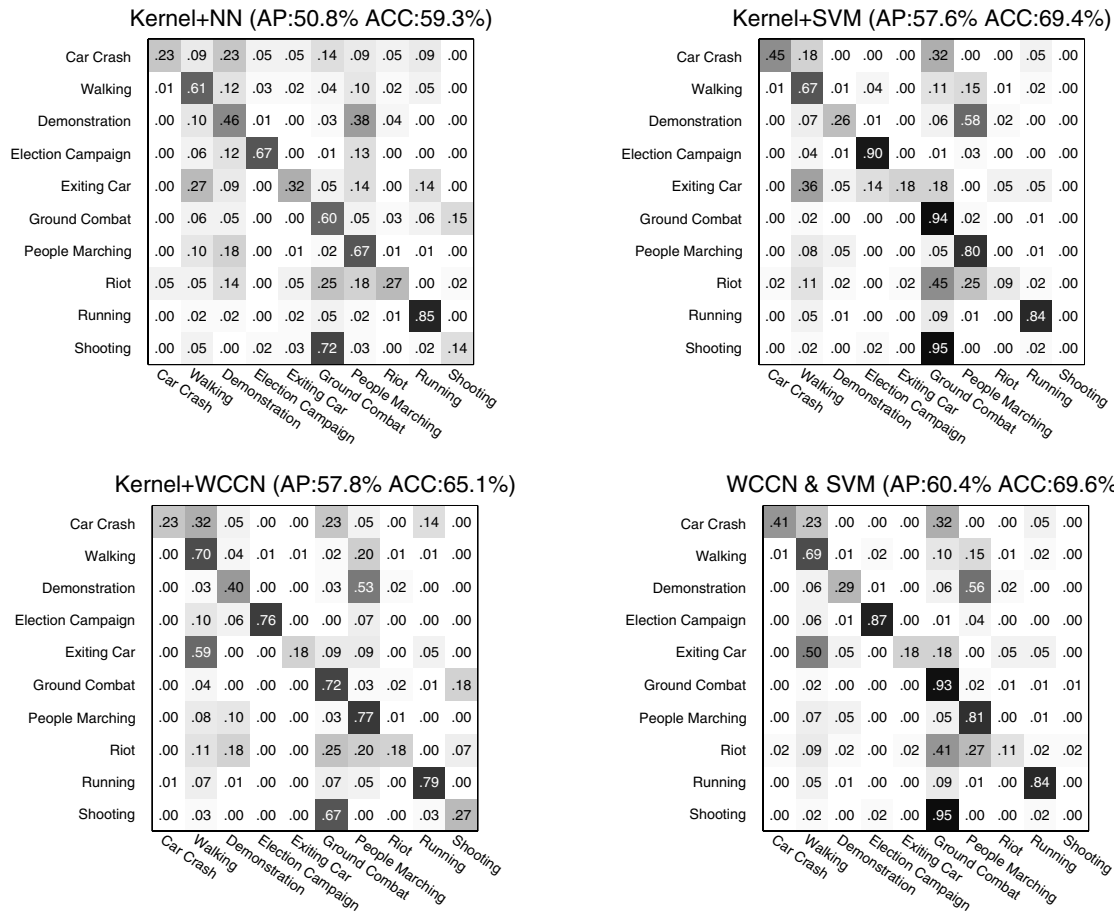 Kernel+NN (AP:50.8% ACC:59.3%)
Car Crash .23 .09 .23 .05 .05 .14 .09 .05 .09 .00
Walking .01 .61 .12 .03 .02 .04 .10 .02 .05 .00
Demonstration .00 .10 .46 .01 .00 .03 .38 .04 .00 .00
Election Campaign .00 .06 .12 .67 .00 .01 .13 .00 .00 .00
Exiting Car .00 .27 .09 .00 .32 .05 .14 .00 .14 .00
Ground Combat .00 .06 .05 .00 .00 .60 .05 .03 .06 .15
People Marching .00 .10 .18 .00 .01 .02 .67 .01 .01 .00
Riot .05 .05 .14 .00 .05 .25 .18 .27 .00 .02
Running .00 .02 .02 .00 .02 .05 .02 .01 .85 .00
Shooting .00 .05 .00 .02 .03 .72 .03 .00 .02 .14
Car Crash Walking Demonstration Election Campaign Exiting Car Ground Combat People Marching Riot Running Shooting
Kernel+SVM (AP:57.6% ACC:69.4%)
Car Crash .45 .18 .00 .00 .00 .32 .00 .00 .05 .00
Walking .01 .67 .01 .04 .00 .11 .15 .01 .02 .00
Demonstration .00 .07 .26 .01 .00 .06 .58 .02 .00 .00
Election Campaign .00 .04 .01 .90 .00 .01 .03 .00 .00 .00
Exiting Car .00 .36 .05 .14 .18 .18 .00 .05 .05 .00
Ground Combat .00 .02 .00 .00 .00 .94 .02 .00 .01 .00
People Marching .00 .08 .05 .00 .00 .05 .80 .00 .01 .00
Riot .02 .11 .02 .00 .02 .45 .25 .09 .02 .00
Running .00 .05 .01 .00 .00 .09 .01 .00 .84 .00
Shooting .00 .02 .00 .02 .00 .95 .00 .00 .02 .00
Car Crash Walking Demonstration Election Campaign Exiting Car Ground Combat People Marching Riot Running Shooting
Kernel+WCCN (AP:57.8% ACC:65.1%)
Car Crash .23 .32 .05 .00 .00 .23 .05 .00 .14 .00
Walking .00 .70 .04 .01 .01 .02 .20 .01 .01 .00
Demonstration .00 .03 .40 .00 .00 .03 .53 .02 .00 .00
Election Campaign .00 .10 .06 .76 .00 .00 .07 .00 .00 .00
Exiting Car .00 .59 .00 .00 .18 .09 .09 .00 .05 .00
Ground Combat .00 .04 .00 .00 .00 .72 .03 .02 .01 .18
People Marching .00 .08 .10 .00 .00 .03 .77 .01 .00 .00
Riot .00 .11 .18 .00 .00 .25 .20 .18 .00 .07
Running .01 .07 .01 .00 .00 .07 .05 .00 .79 .00
Shooting .00 .03 .00 .00 .00 .67 .00 .00 .03 .27
Car Crash Walking Demonstration Election Campaign Exiting Car Ground Combat People Marching Riot Running Shooting
WCCN & SVM (AP:60.4% ACC:69.6%
Car Crash .41 .23 .00 .00 .00 .32 .00 .00 .05 .00
Walking .01 .69 .01 .02 .00 .10 .15 .01 .02 .00
Demonstration .00 .06 .29 .01 .00 .06 .56 .02 .00 .00
Election Campaign .00 .06 .01 .87 .00 .01 .04 .00 .00 .00
Exiting Car .00 .50 .05 .00 .18 .18 .00 .05 .05 .00
Ground Combat .00 .02 .00 .00 .00 .93 .02 .01 .01 .01
People Marching .00 .07 .05 .00 .00 .05 .81 .00 .01 .00
Riot .02 .09 .02 .00 .02 .41 .27 .11 .02 .02
Running .00 .05 .01 .00 .00 .09 .01 .00 .84 .00
Shooting .00 .02 .00 .02 .00 .95 .00 .00 .02 .00
Car Crash Walking Demonstration Election Campaign Exiting Car Ground Combat People Marching Riot Running Shooting